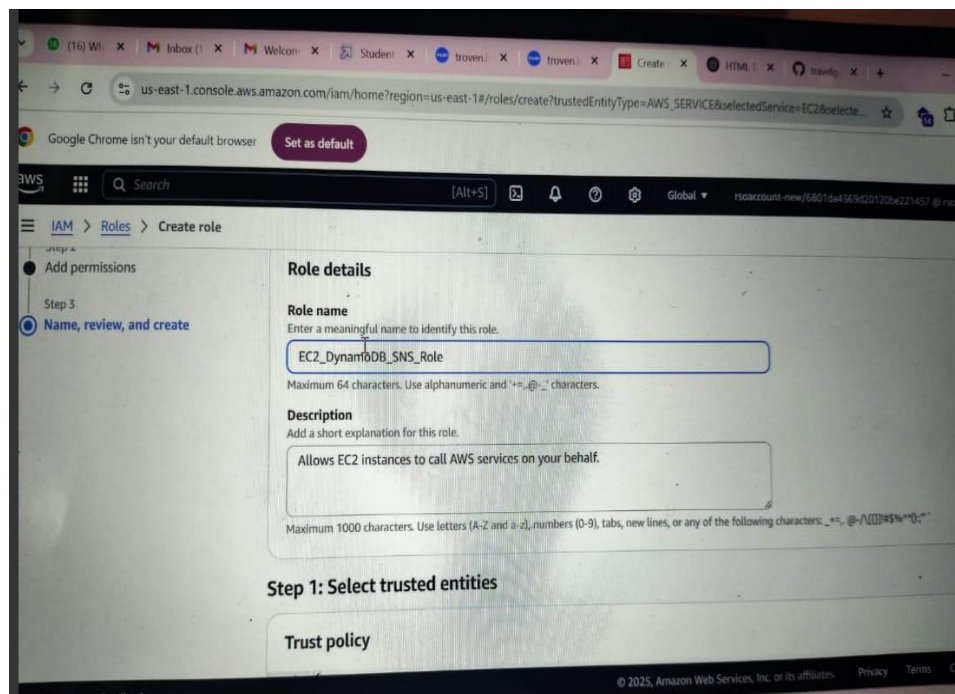 (16) Wh
Inbox (1
Welcom
Student
troven.i
troven.i
Create
HTML
travelg
us-east-1.console.aws.amazon.com/iam/home?region=us-east-1#/roles/create?trustedEntityType=AWS_SERVICE&selectedService=EC2&selecte...
Google Chrome isn't your default browser
Set as default
aws
Search
[Alt+S]
Global
rsoaccount-new/6801da4369d20120be221457 @ rso
IAM > Roles > Create role
Step 2
Add permissions
Step 3
Name, review, and create
Role details
Role name
Enter a meaningful name to identify this role.
EC2_DynamoDB_SNS_Role
Maximum 64 characters. Use alphanumeric and '+=,.@-_' characters.
Description
Add a short explanation for this role.
Allows EC2 instances to call AWS services on your behalf.
Maximum 1000 characters. Use letters (A-Z and a-z), numbers (0-9), tabs, new lines, or any of the following characters:
Step 1: Select trusted entities
Trust policy
© 2025, Amazon Web Services, Inc. or its affiliates.
Privacy
Terms